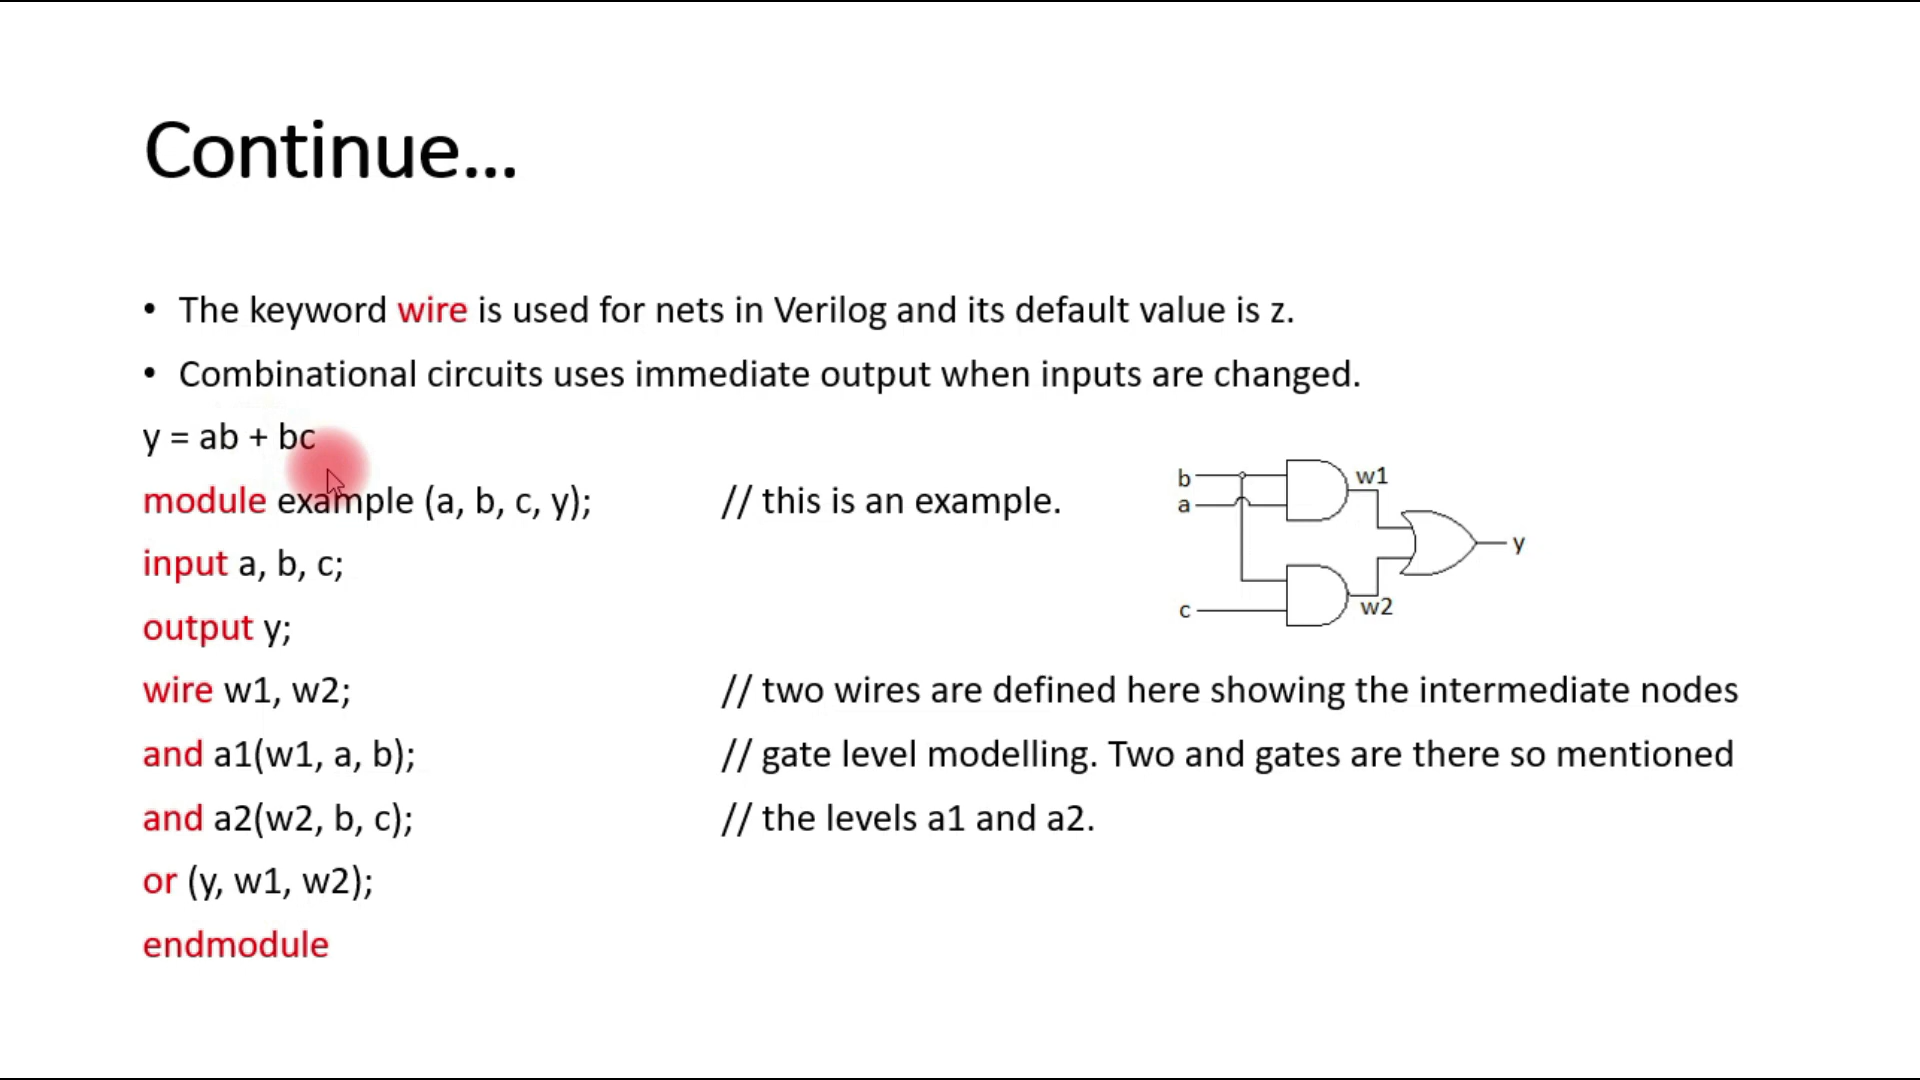 Continue...
• The keyword wire is used for nets in Verilog and its default value is z.
• Combinational circuits uses immediate output when inputs are changed.
y = ab + bc
module example (a, b, c, y); // this is an example.
input a, b, c;
output y;
wire w1, w2; // two wires are defined here showing the intermediate nodes
and a1(w1, a, b); // gate level modelling. Two and gates are there so mentioned
and a2(w2, b, c); // the levels a1 and a2.
or (y, w1, w2);
endmodule
b
a
c
w1
w2
y